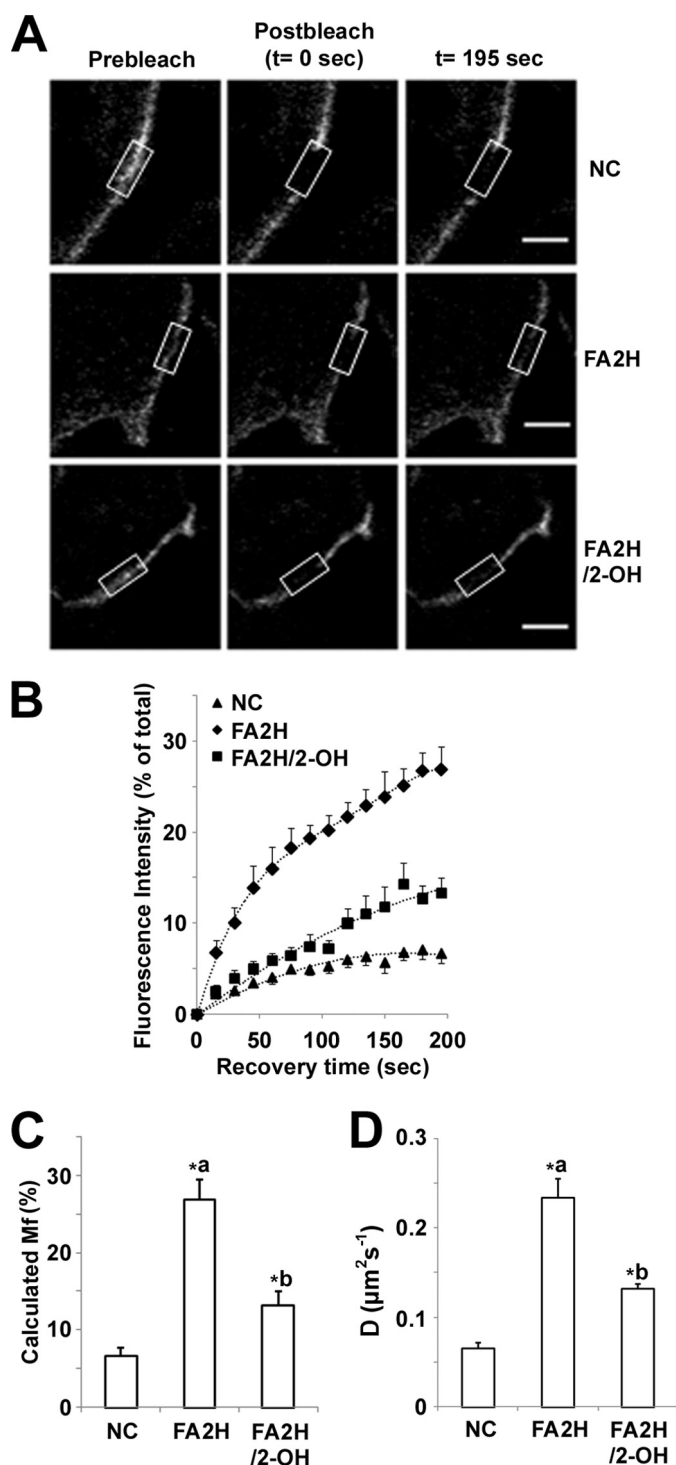 A
Prebleach
Postbleach
(t= 0 sec)
t= 195 sec
NC
FA2H
FA2H
/2-OH
B
Fluorescence Intensity (% of total)
30
20
10
0
NC
FA2H
FA2H/2-OH
0 50 100 150 200
Recovery time (sec)
C
Calculated Mf (%)
30
20
10
0
*a
*b
NC FA2H FA2H
/2-OH
D
D (µm²s⁻¹)
0.3
0.2
0.1
0
*a
*b
NC FA2H FA2H
/2-OH